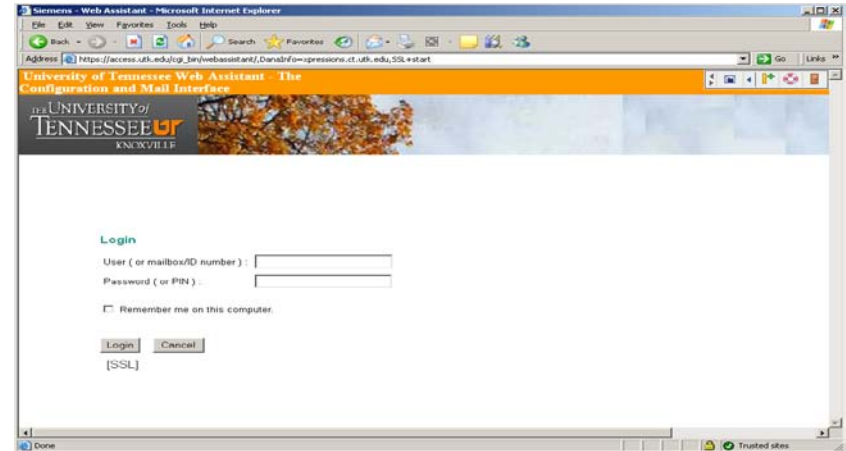 Siemens - Web Assistant - Microsoft Internet Explorer
File Edit View Favorites Tools Help
Back Search Favorites
Address https://access.utk.edu/cgi_bin/webassistant/,DanaInfo=xpressions.ct.utk.edu,SSL+start Go Links »
University of Tennessee Web Assistant - The
Configuration and Mail Interface
THE UNIVERSITY of
TENNESSEE UT
KNOXVILLE
Login
User ( or mailbox/ID number ) :
Password ( or PIN ) :
Remember me on this computer.
Login Cancel
[SSL]
Done Trusted sites